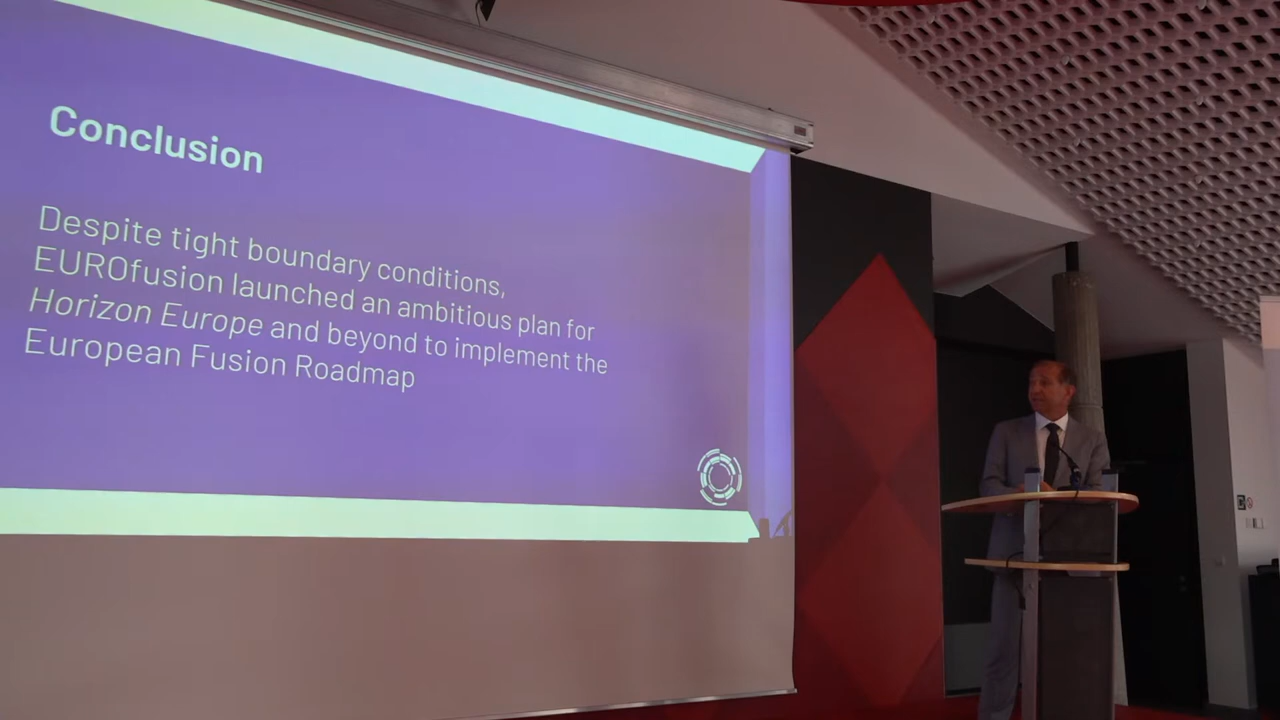 Conclusion
Despite tight boundary conditions,
EUROfusion launched an ambitious plan for
Horizon Europe and beyond to implement the
European Fusion Roadmap